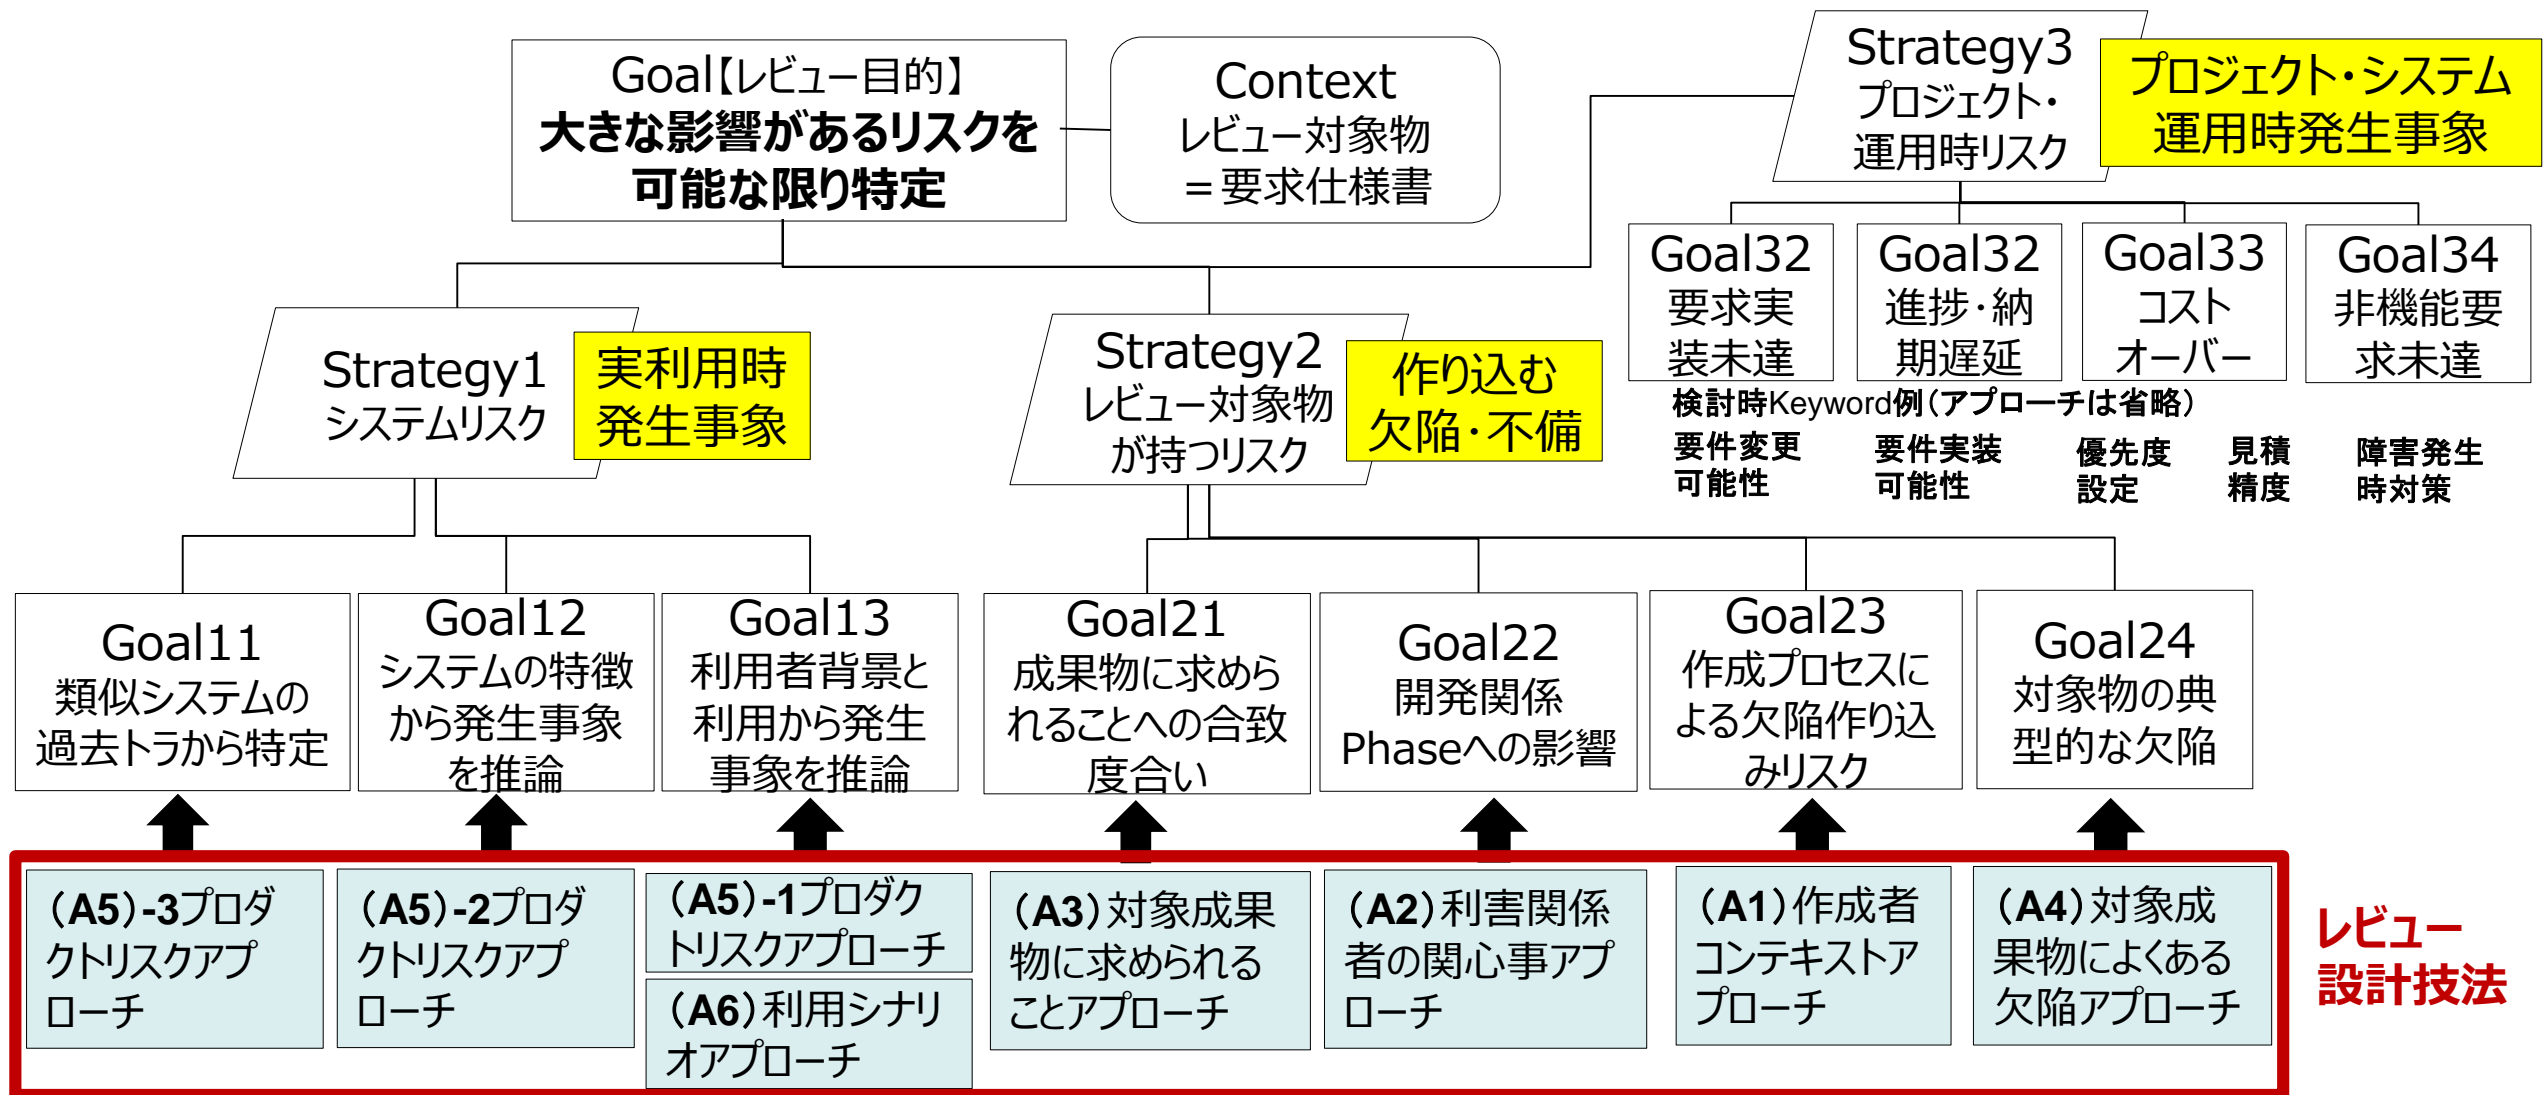 Goal【レビュー目的】
大きな影響があるリスクを
可能な限り特定
Context
レビュー対象物
=要求仕様書
Strategy3
プロジェクト・
運用時リスク
プロジェクト・システム
運用時発生事象
Goal32
要求実
装未達
Goal32
進捗・納
期遅延
Goal33
コスト
オーバー
Goal34
非機能要
求未達
検討時Keyword例(アプローチは省略)
要件変更
可能性
要件実装
可能性
優先度
設定
見積
精度
障害発生
時対策
Strategy1
システムリスク
実利用時
発生事象
Strategy2
レビュー対象物
が持つリスク
作り込む
欠陥・不備
Goal11
類似システムの
過去トラから特定
Goal12
システムの特徴
から発生事象
を推論
Goal13
利用者背景と
利用から発生
事象を推論
Goal21
成果物に求めら
れることへの合致
度合い
Goal22
開発関係
Phaseへの影響
Goal23
作成プロセスに
よる欠陥作り込
みリスク
Goal24
対象物の典
型的な欠陥
(A5)-3プロダ
クトリスクアプ
ローチ
(A5)-2プロダ
クトリスクアプ
ローチ
(A5)-1プロダク
トリスクアプローチ
(A6)利用シナリ
オアプローチ
(A3)対象成果
物に求められる
ことアプローチ
(A2)利害関係
者の関心事アプ
ローチ
(A1)作成者
コンテキストア
プローチ
(A4)対象成
果物によくある
欠陥アプローチ
レビュー
設計技法